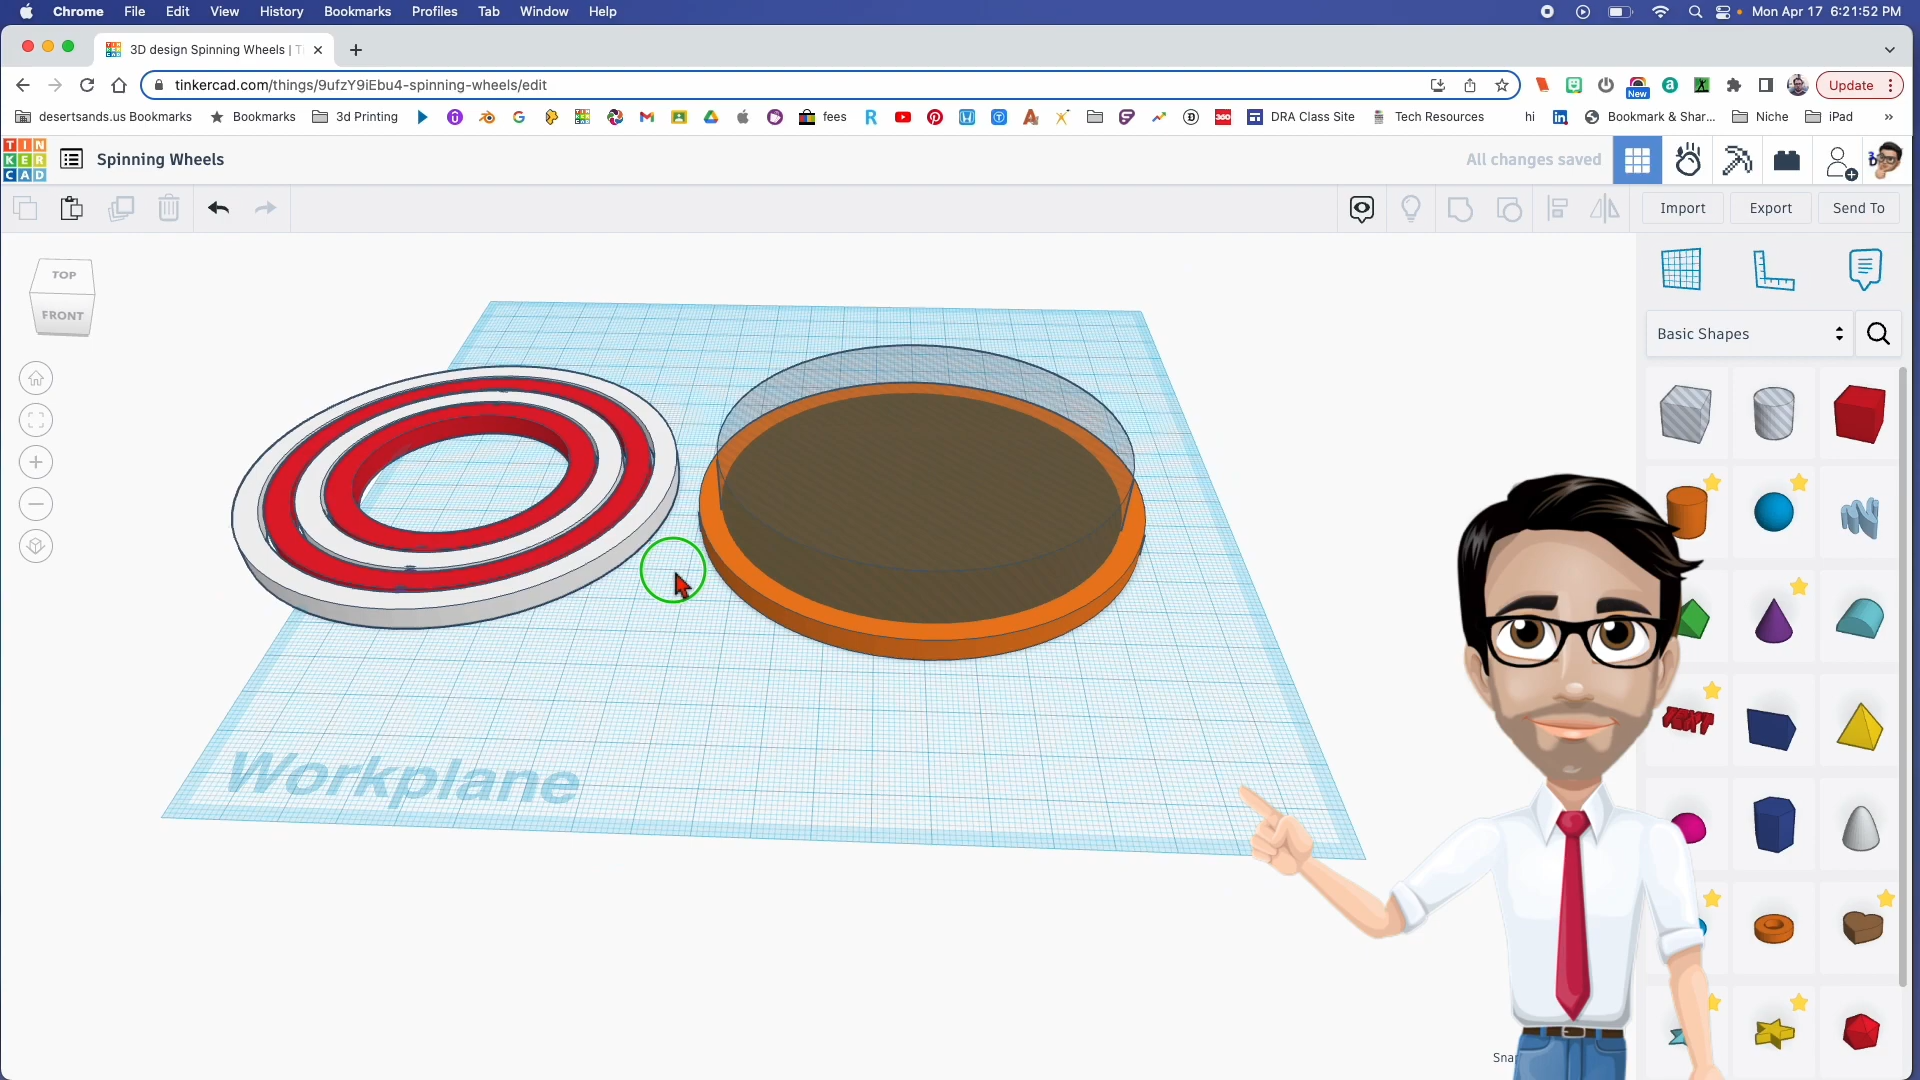 Chrome File Edit View History Bookmarks Profiles Tab Window Help Mon Apr 17 6:21:52 PM
3D design Spinning Wheels | T
tinkercad.com/things/9ufzY9iEbu4-spinning-wheels/edit New Update
desertsands.us Bookmarks Bookmarks 3d Printing fees DRA Class Site Tech Resources hi Bookmark & Shar... Niche iPad »
TIN
KER
CAD
Spinning Wheels All changes saved
Import Export Send To
TOP
FRONT
Basic Shapes
TEXT
Workplane
Snap